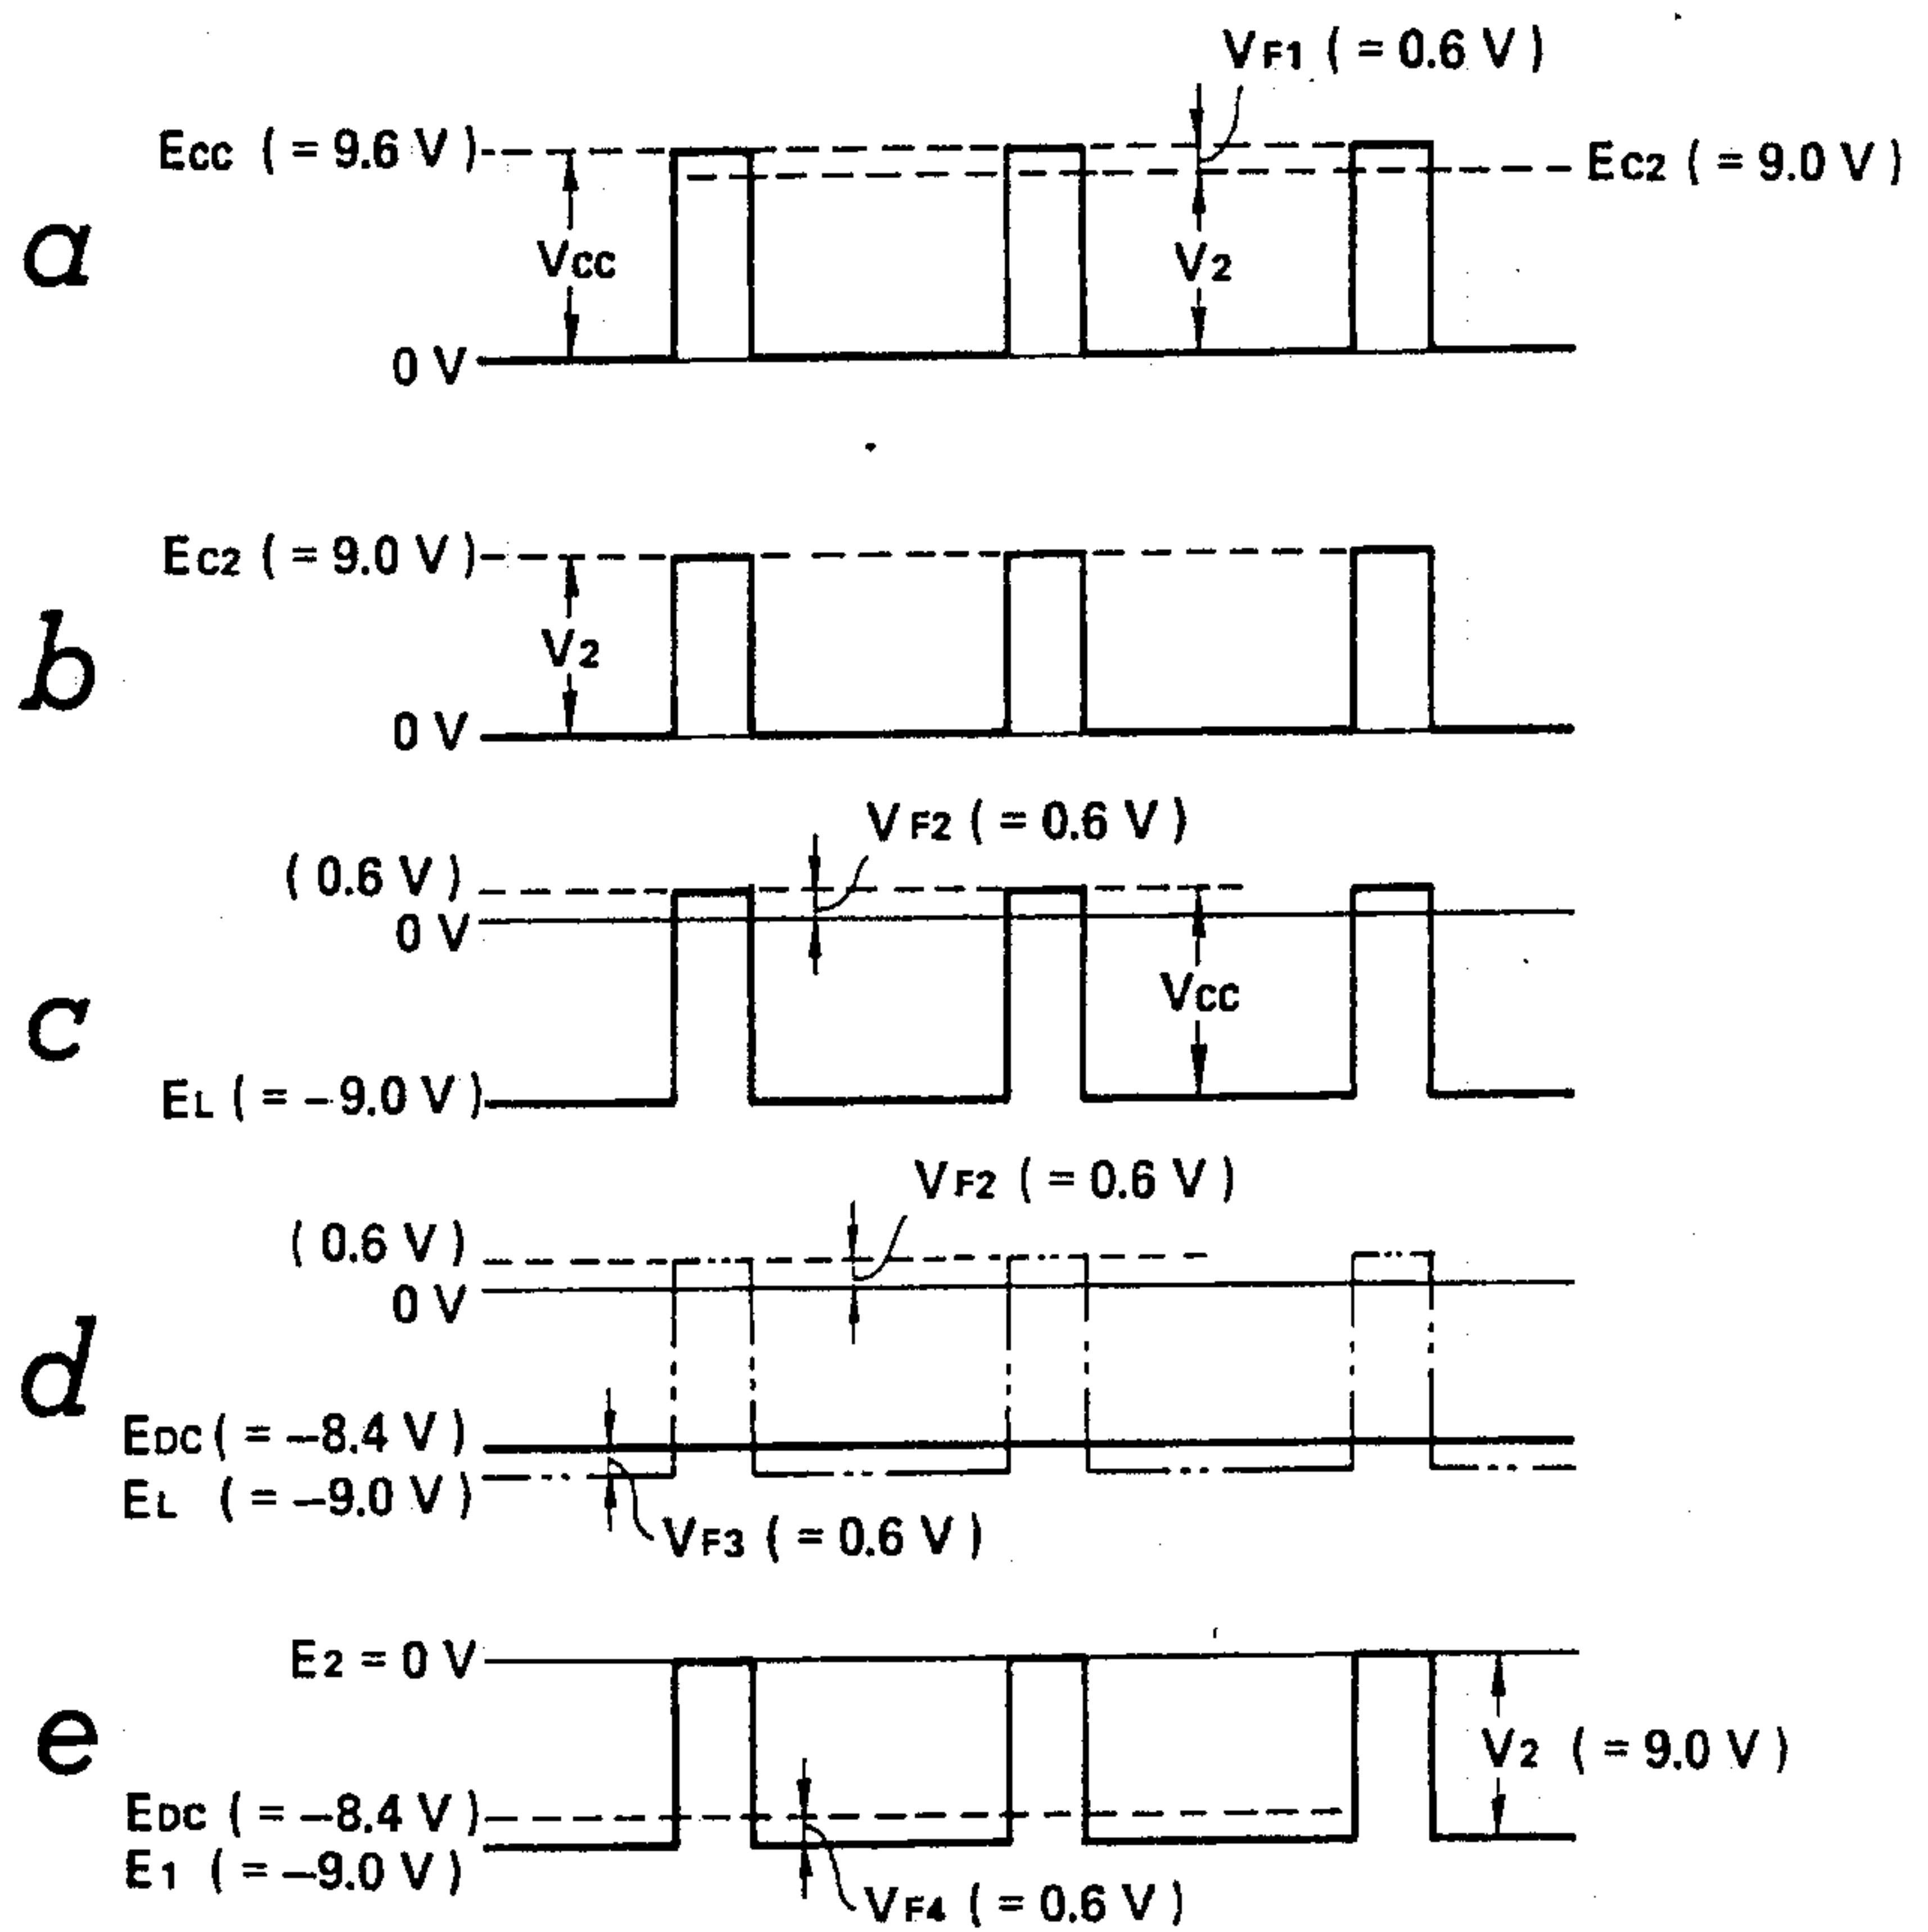 VF1 ( = 0.6 V )
Ecc ( = 9.6 V )
EC2 ( = 9.0 V )
a
Vcc
V2
0 V
EC2 ( = 9.0 V )
b
V2
0 V
VF2 ( = 0.6 V )
( 0.6 V )
0 V
c
Vcc
EL ( = –9.0 V )
VF2 ( = 0.6 V )
( 0.6 V )
0 V
d
EDC ( = –8.4 V )
EL ( = –9.0 V )
VF3 ( = 0.6 V )
E2 = 0 V
e
V2 ( = 9.0 V )
EDC ( = –8.4 V )
E1 ( = –9.0 V )
VF4 ( = 0.6 V )